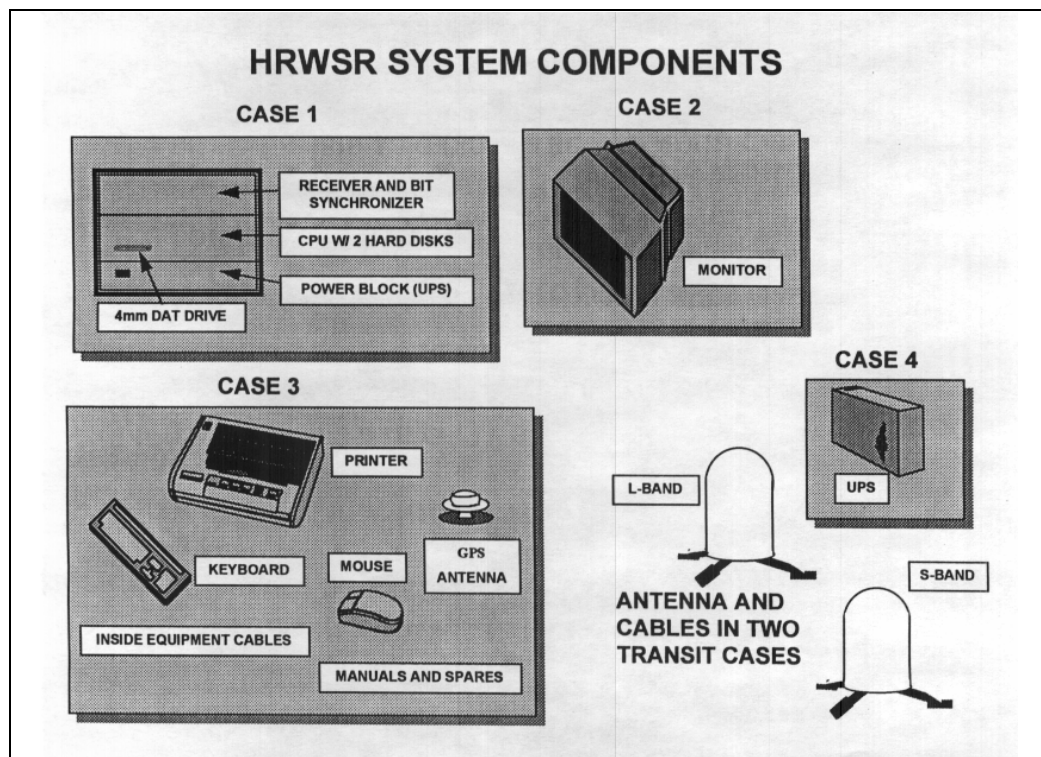 HRWSR SYSTEM COMPONENTS
CASE 1
RECEIVER AND BIT
SYNCHRONIZER
CPU W/ 2 HARD DISKS
POWER BLOCK (UPS)
4mm DAT DRIVE
CASE 2
MONITOR
CASE 3
PRINTER
KEYBOARD
MOUSE
GPS
ANTENNA
INSIDE EQUIPMENT CABLES
MANUALS AND SPARES
CASE 4
UPS
L-BAND
S-BAND
ANTENNA AND
CABLES IN TWO
TRANSIT CASES